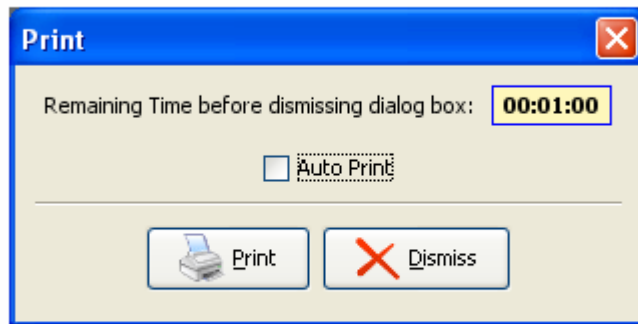 Print
Remaining Time before dismissing dialog box: 00:01:00
Auto Print
Print Dismiss